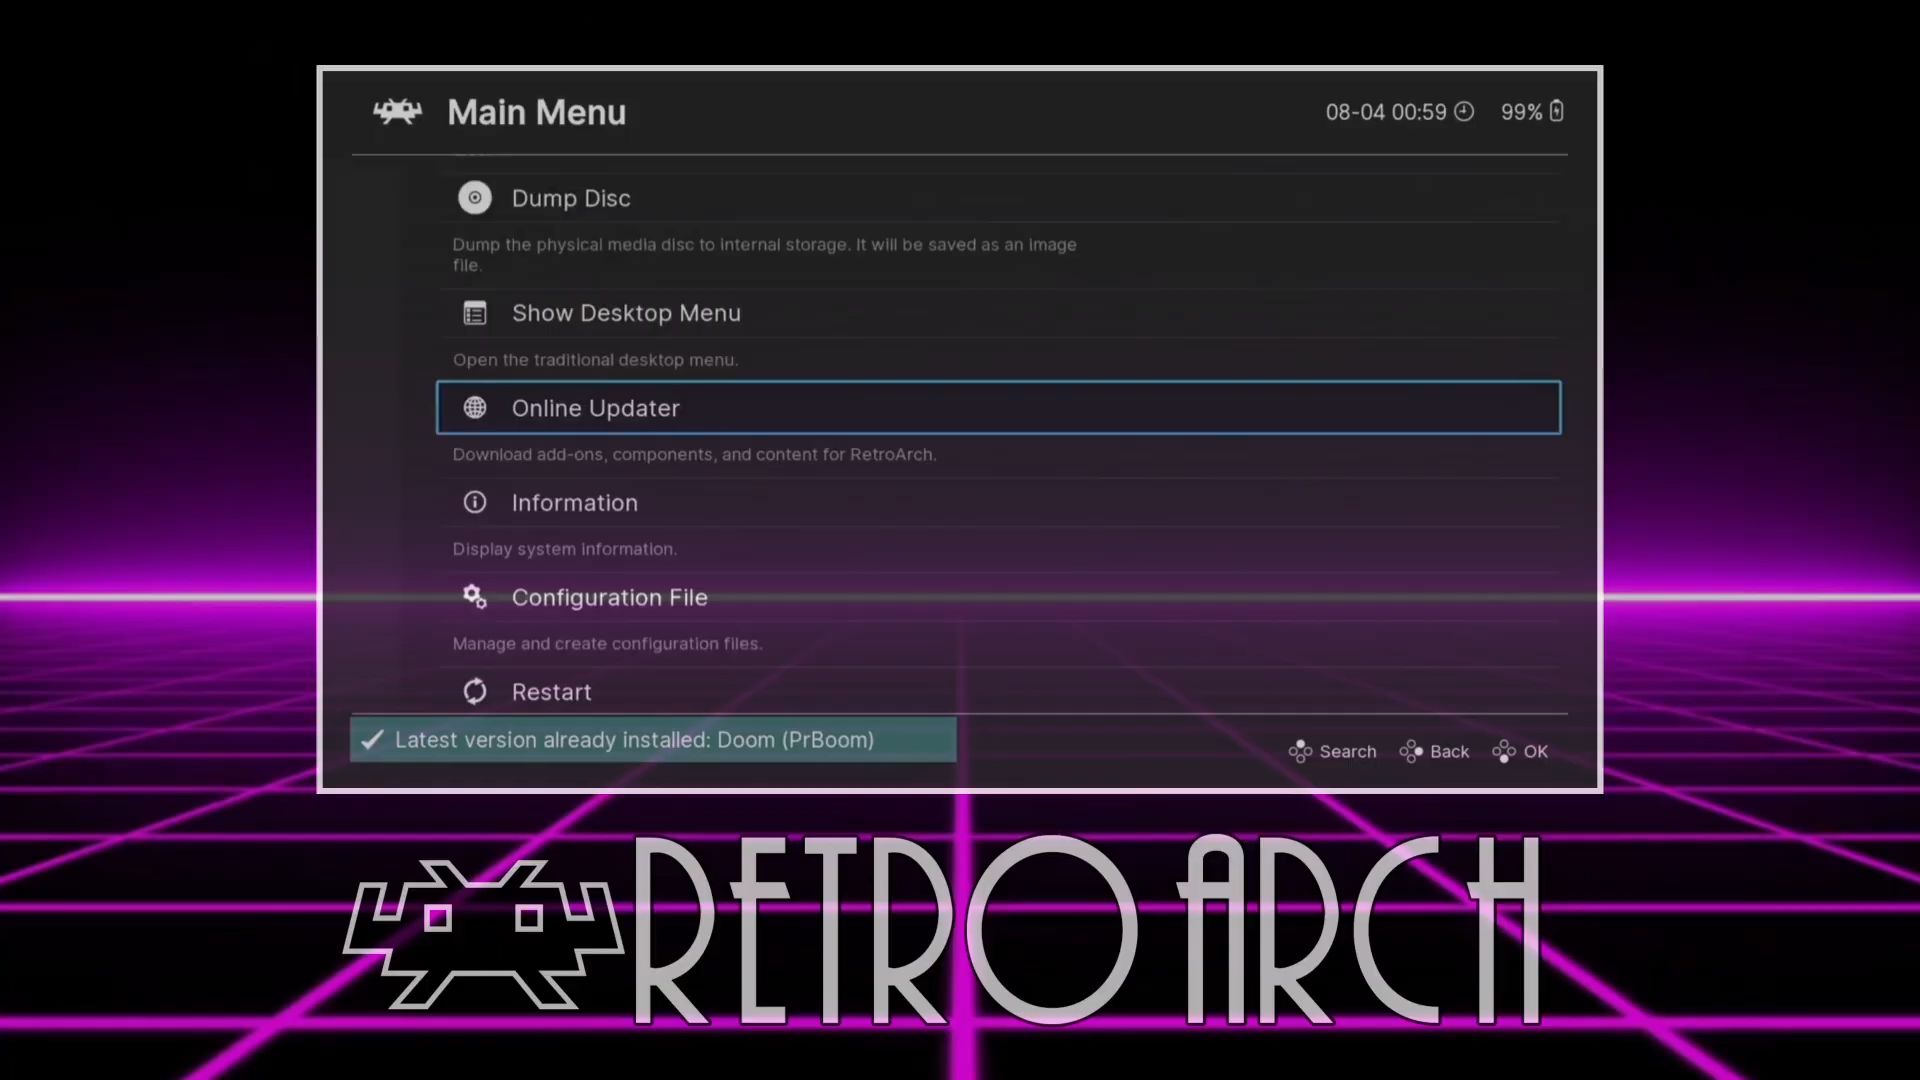 Main Menu
08-04 00:59 99%
Dump Disc
Dump the physical media disc to internal storage. It will be saved as an image
file.
Show Desktop Menu
Open the traditional desktop menu.
Online Updater
Download add-ons, components, and content for RetroArch.
Information
Display system information.
Configuration File
Manage and create configuration files.
Restart
Latest version already installed: Doom (PrBoom)
Search Back OK
RETROARCH